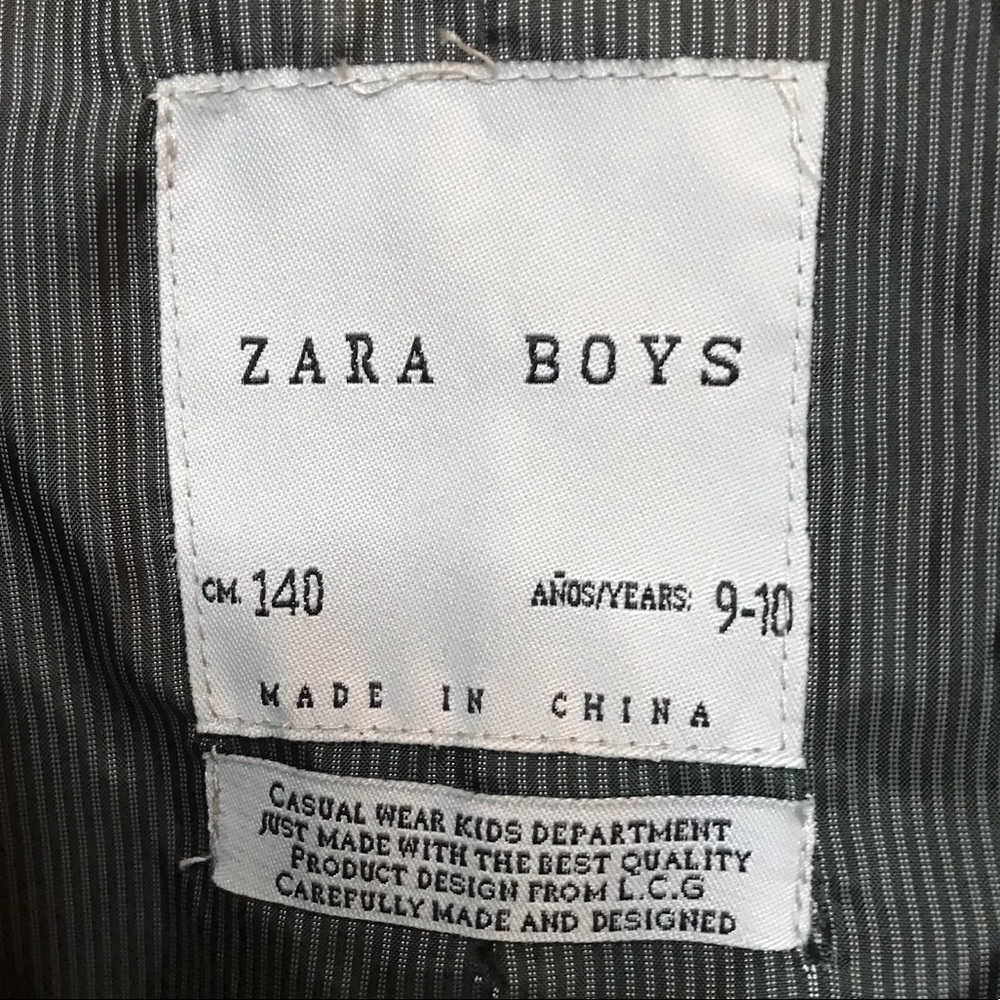 ZARA BOYS
CM. 140 AÑOS/YEARS: 9-10
MADE IN CHINA
CASUAL WEAR KIDS DEPARTMENT
JUST MADE WITH THE BEST QUALITY
PRODUCT DESIGN FROM L.C.G
CAREFULLY MADE AND DESIGNED